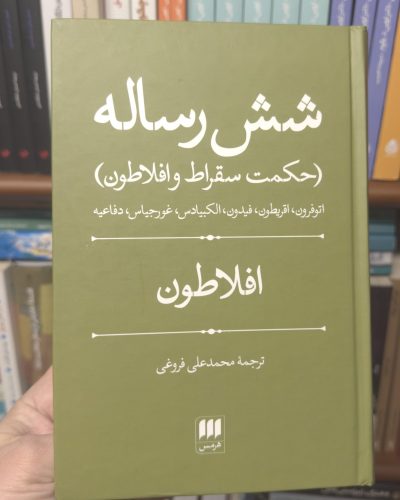 شش رساله
(حکمت سقراط و افلاطون)
اتوفرون، اقریطون، فیدون، الکبیادس، غورجیاس، دفاعیه
افلاطون
ترجمهٔ محمدعلی فروغی
هرمس